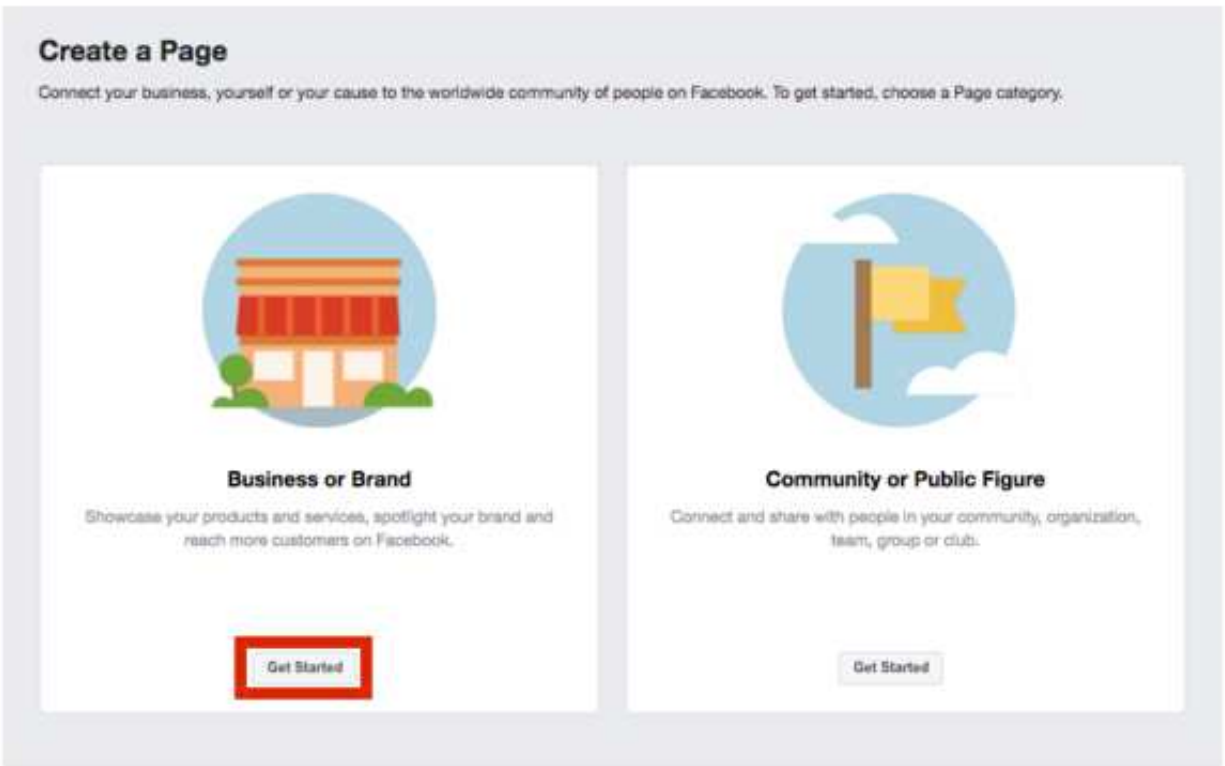 Create a Page
Connect your business, yourself or your cause to the worldwide community of people on Facebook. To get started, choose a Page category.
Business or Brand
Showcase your products and services, spotlight your brand and
reach more customers on Facebook.
Get Started
Community or Public Figure
Connect and share with people in your community, organization,
team, group or club.
Get Started